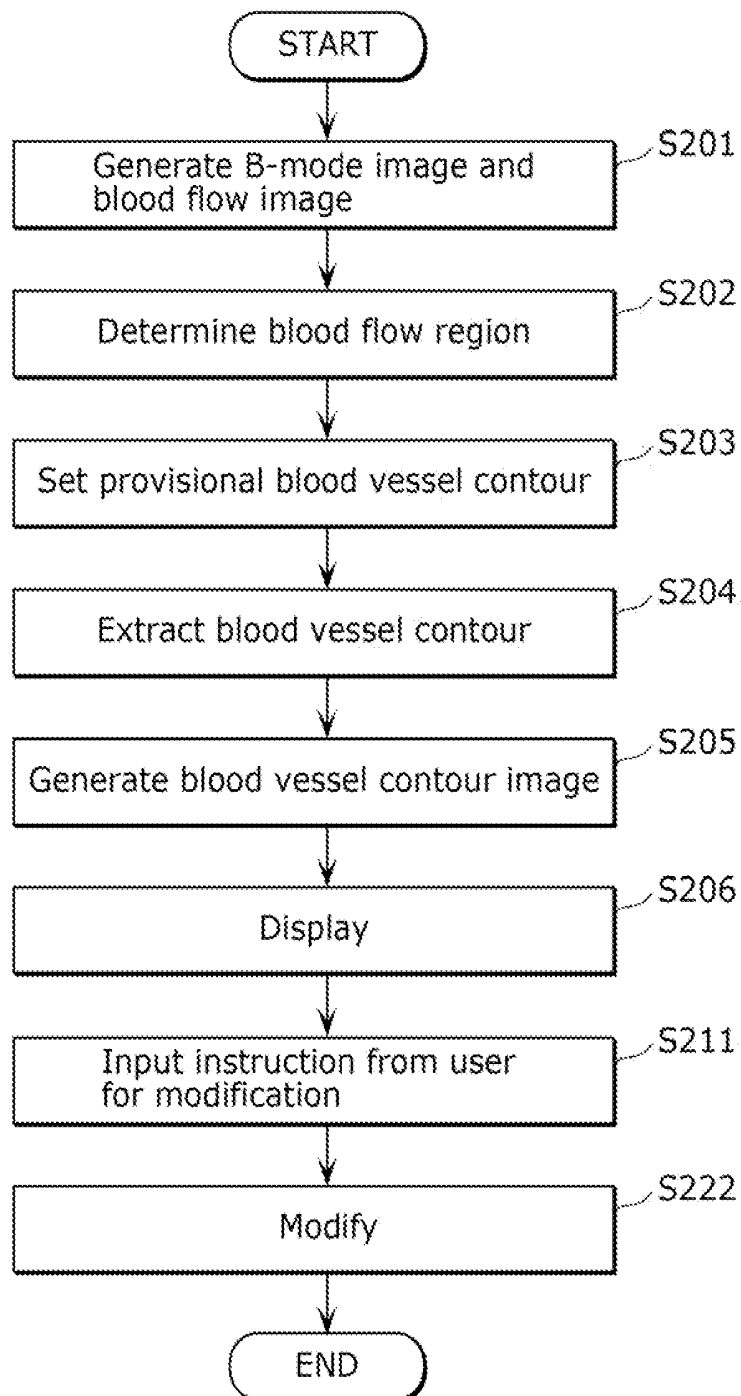 START
S201
Generate B-mode image and
blood flow image
S202
Determine blood flow region
S203
Set provisional blood vessel contour
S204
Extract blood vessel contour
S205
Generate blood vessel contour image
S206
Display
S211
Input instruction from user
for modification
S222
Modify
END